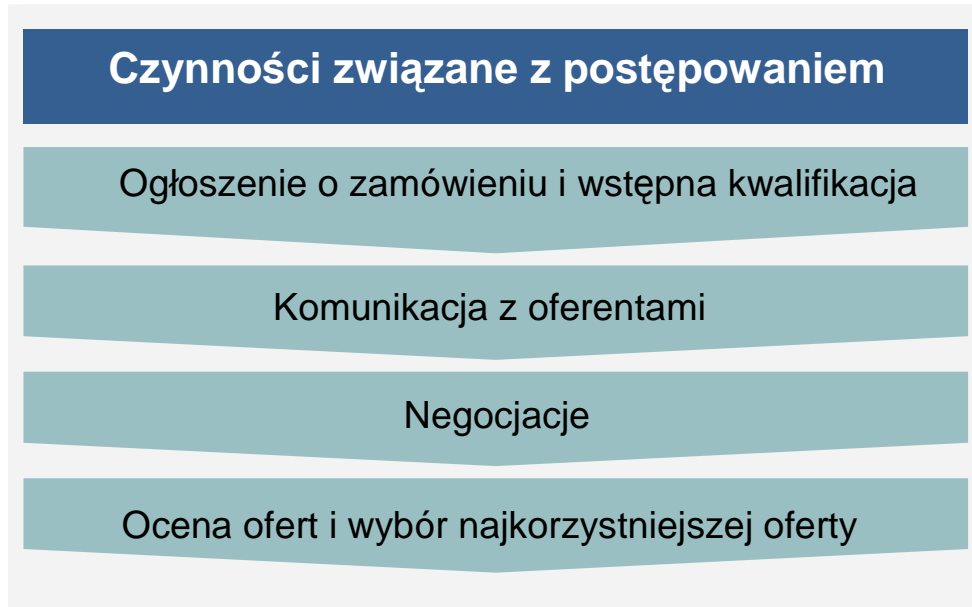 Czynności związane z postępowaniem
Ogłoszenie o zamówieniu i wstępna kwalifikacja
Komunikacja z oferentami
Negocjacje
Ocena ofert i wybór najkorzystniejszej oferty